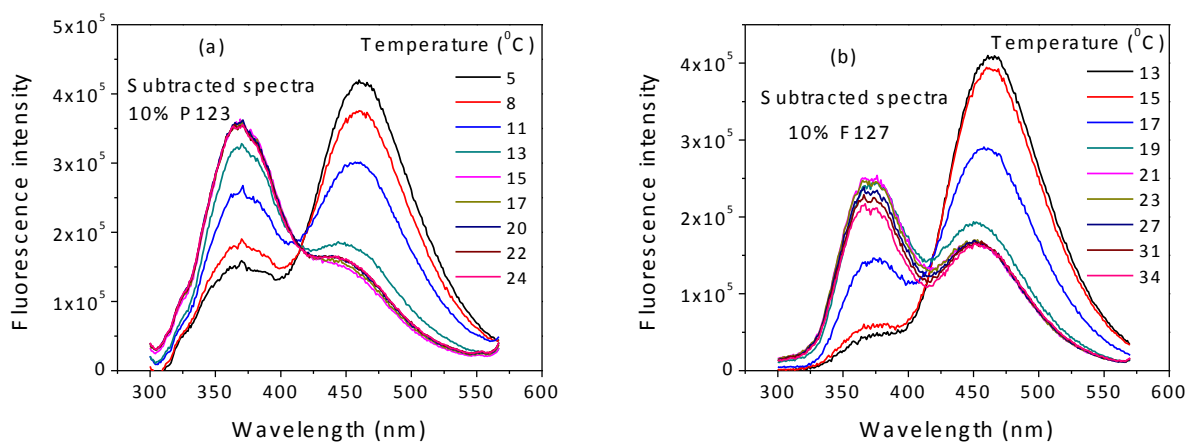 (a)
Temperature (⁰C)
Subtracted spectra
10% P123
5
8
11
13
15
17
20
22
24
5x10⁵
4x10⁵
3x10⁵
2x10⁵
1x10⁵
0
Fluorescence intensity
250 300 350 400 450 500 550 600
Wavelength (nm)
(b)
Temperature (⁰C)
Subtracted spectra
10% F127
13
15
17
19
21
23
27
31
34
4x10⁵
3x10⁵
2x10⁵
1x10⁵
0
Fluorescence intensity
250 300 350 400 450 500 550 600
Wavelength (nm)